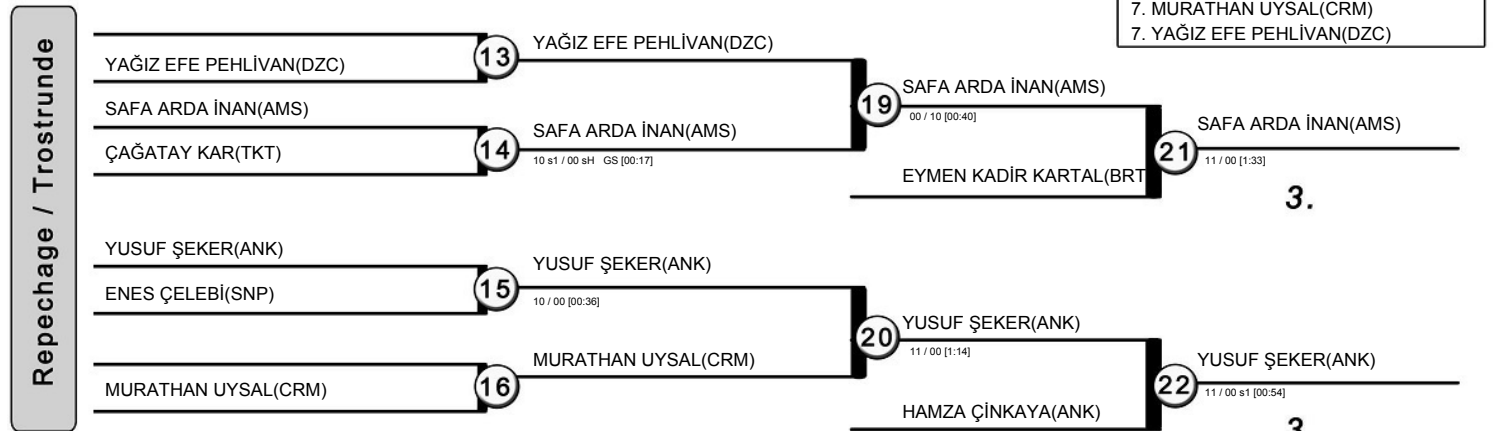 Repechage / Trostrunde
7. MURATHAN UYSAL(CRM)
7. YAĞIZ EFE PEHLİVAN(DZC)
YAĞIZ EFE PEHLİVAN(DZC)
13
YAĞIZ EFE PEHLİVAN(DZC)
SAFA ARDA İNAN(AMS)
ÇAĞATAY KAR(TKT)
14
SAFA ARDA İNAN(AMS)
10 s1 / 00 sH GS [00:17]
19
SAFA ARDA İNAN(AMS)
00 / 10 [00:40]
EYMEN KADİR KARTAL(BRT
21
SAFA ARDA İNAN(AMS)
11 / 00 [1:33]
3.
YUSUF ŞEKER(ANK)
ENES ÇELEBİ(SNP)
15
YUSUF ŞEKER(ANK)
10 / 00 [00:36]
MURATHAN UYSAL(CRM)
16
MURATHAN UYSAL(CRM)
20
YUSUF ŞEKER(ANK)
11 / 00 [1:14]
HAMZA ÇİNKAYA(ANK)
22
YUSUF ŞEKER(ANK)
11 / 00 s1 [00:54]
3